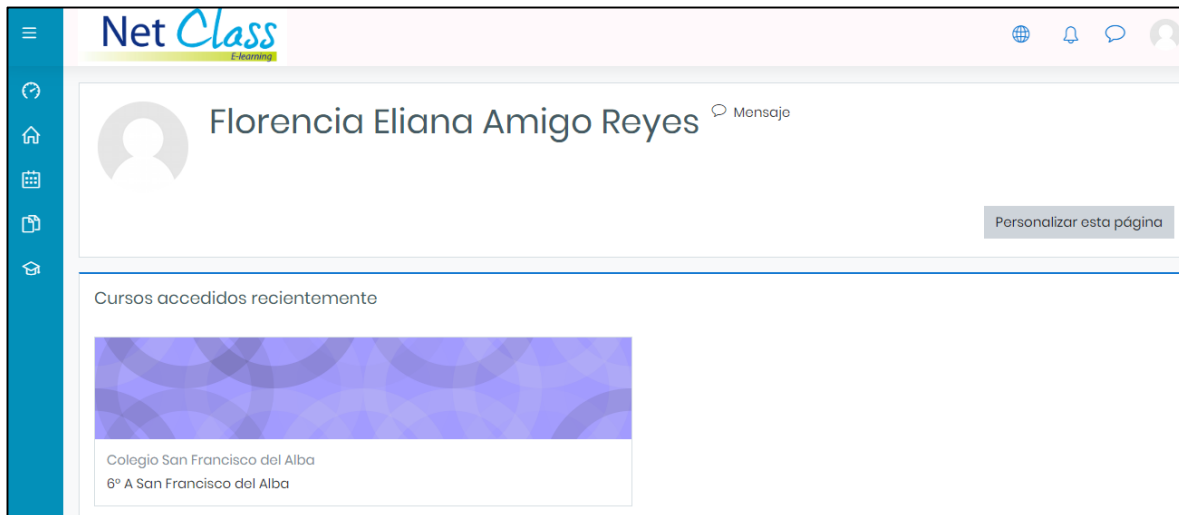 Net Class
E-learning
Florencia Eliana Amigo Reyes Mensaje
Personalizar esta página
Cursos accedidos recientemente
Colegio San Francisco del Alba
6º A San Francisco del Alba